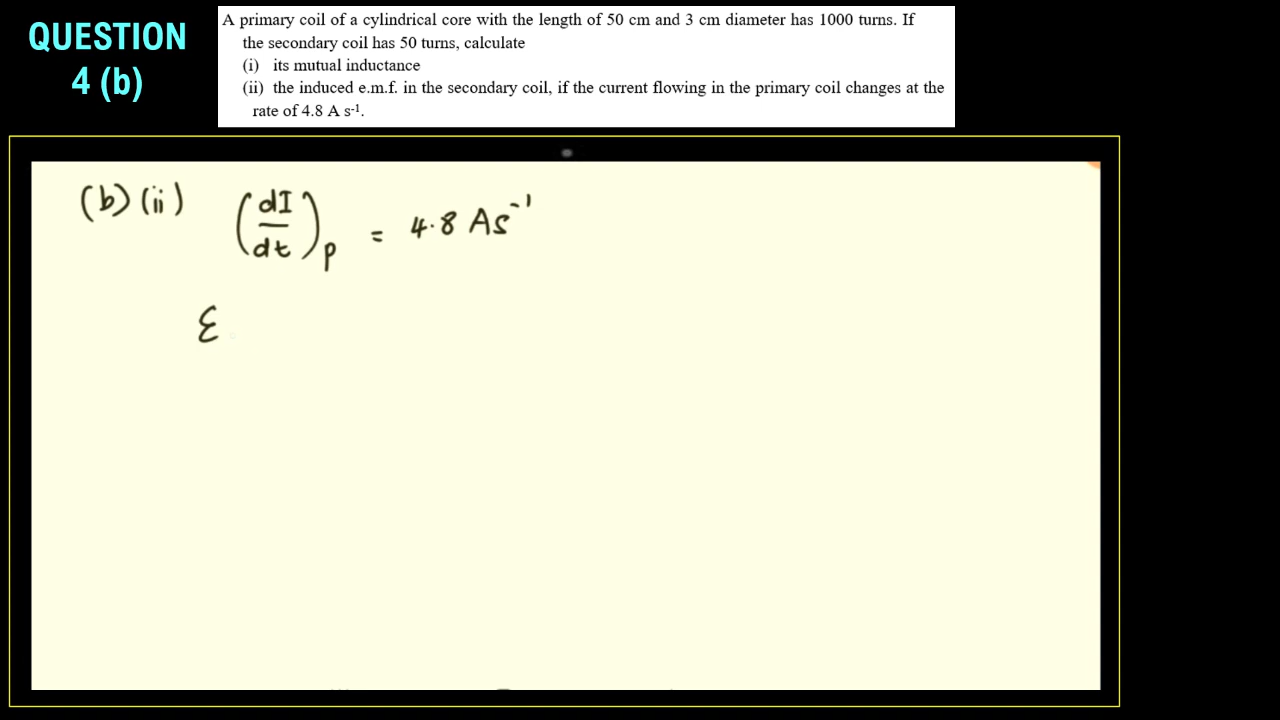 QUESTION
4 (b)
A primary coil of a cylindrical core with the length of 50 cm and 3 cm diameter has 1000 turns. If
the secondary coil has 50 turns, calculate
(i) its mutual inductance
(ii) the induced e.m.f. in the secondary coil, if the current flowing in the primary coil changes at the
rate of 4.8 A s⁻¹.
(b) (ii) (dI/dt)p = 4.8 As⁻¹
ε